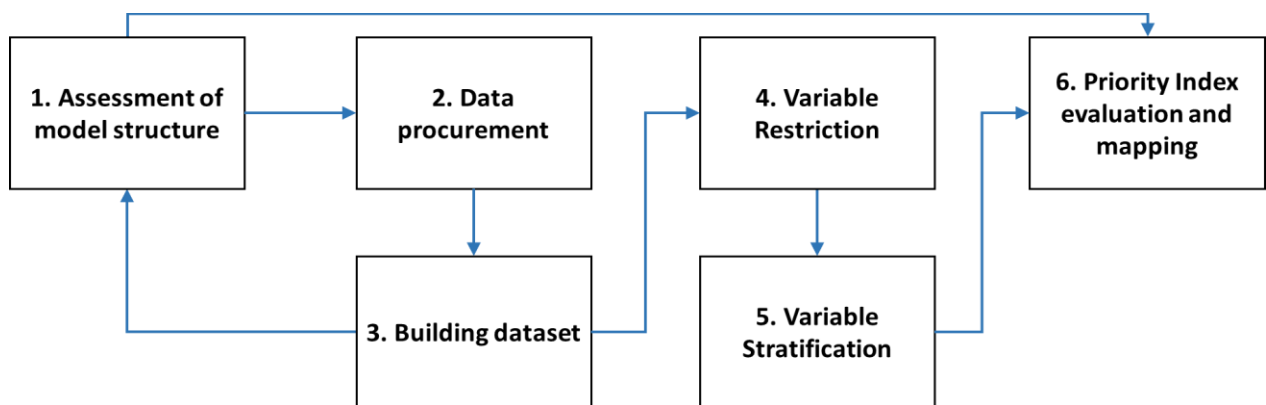 1. Assessment of
model structure
2. Data
procurement
3. Building dataset
4. Variable
Restriction
5. Variable
Stratification
6. Priority Index
evaluation and
mapping